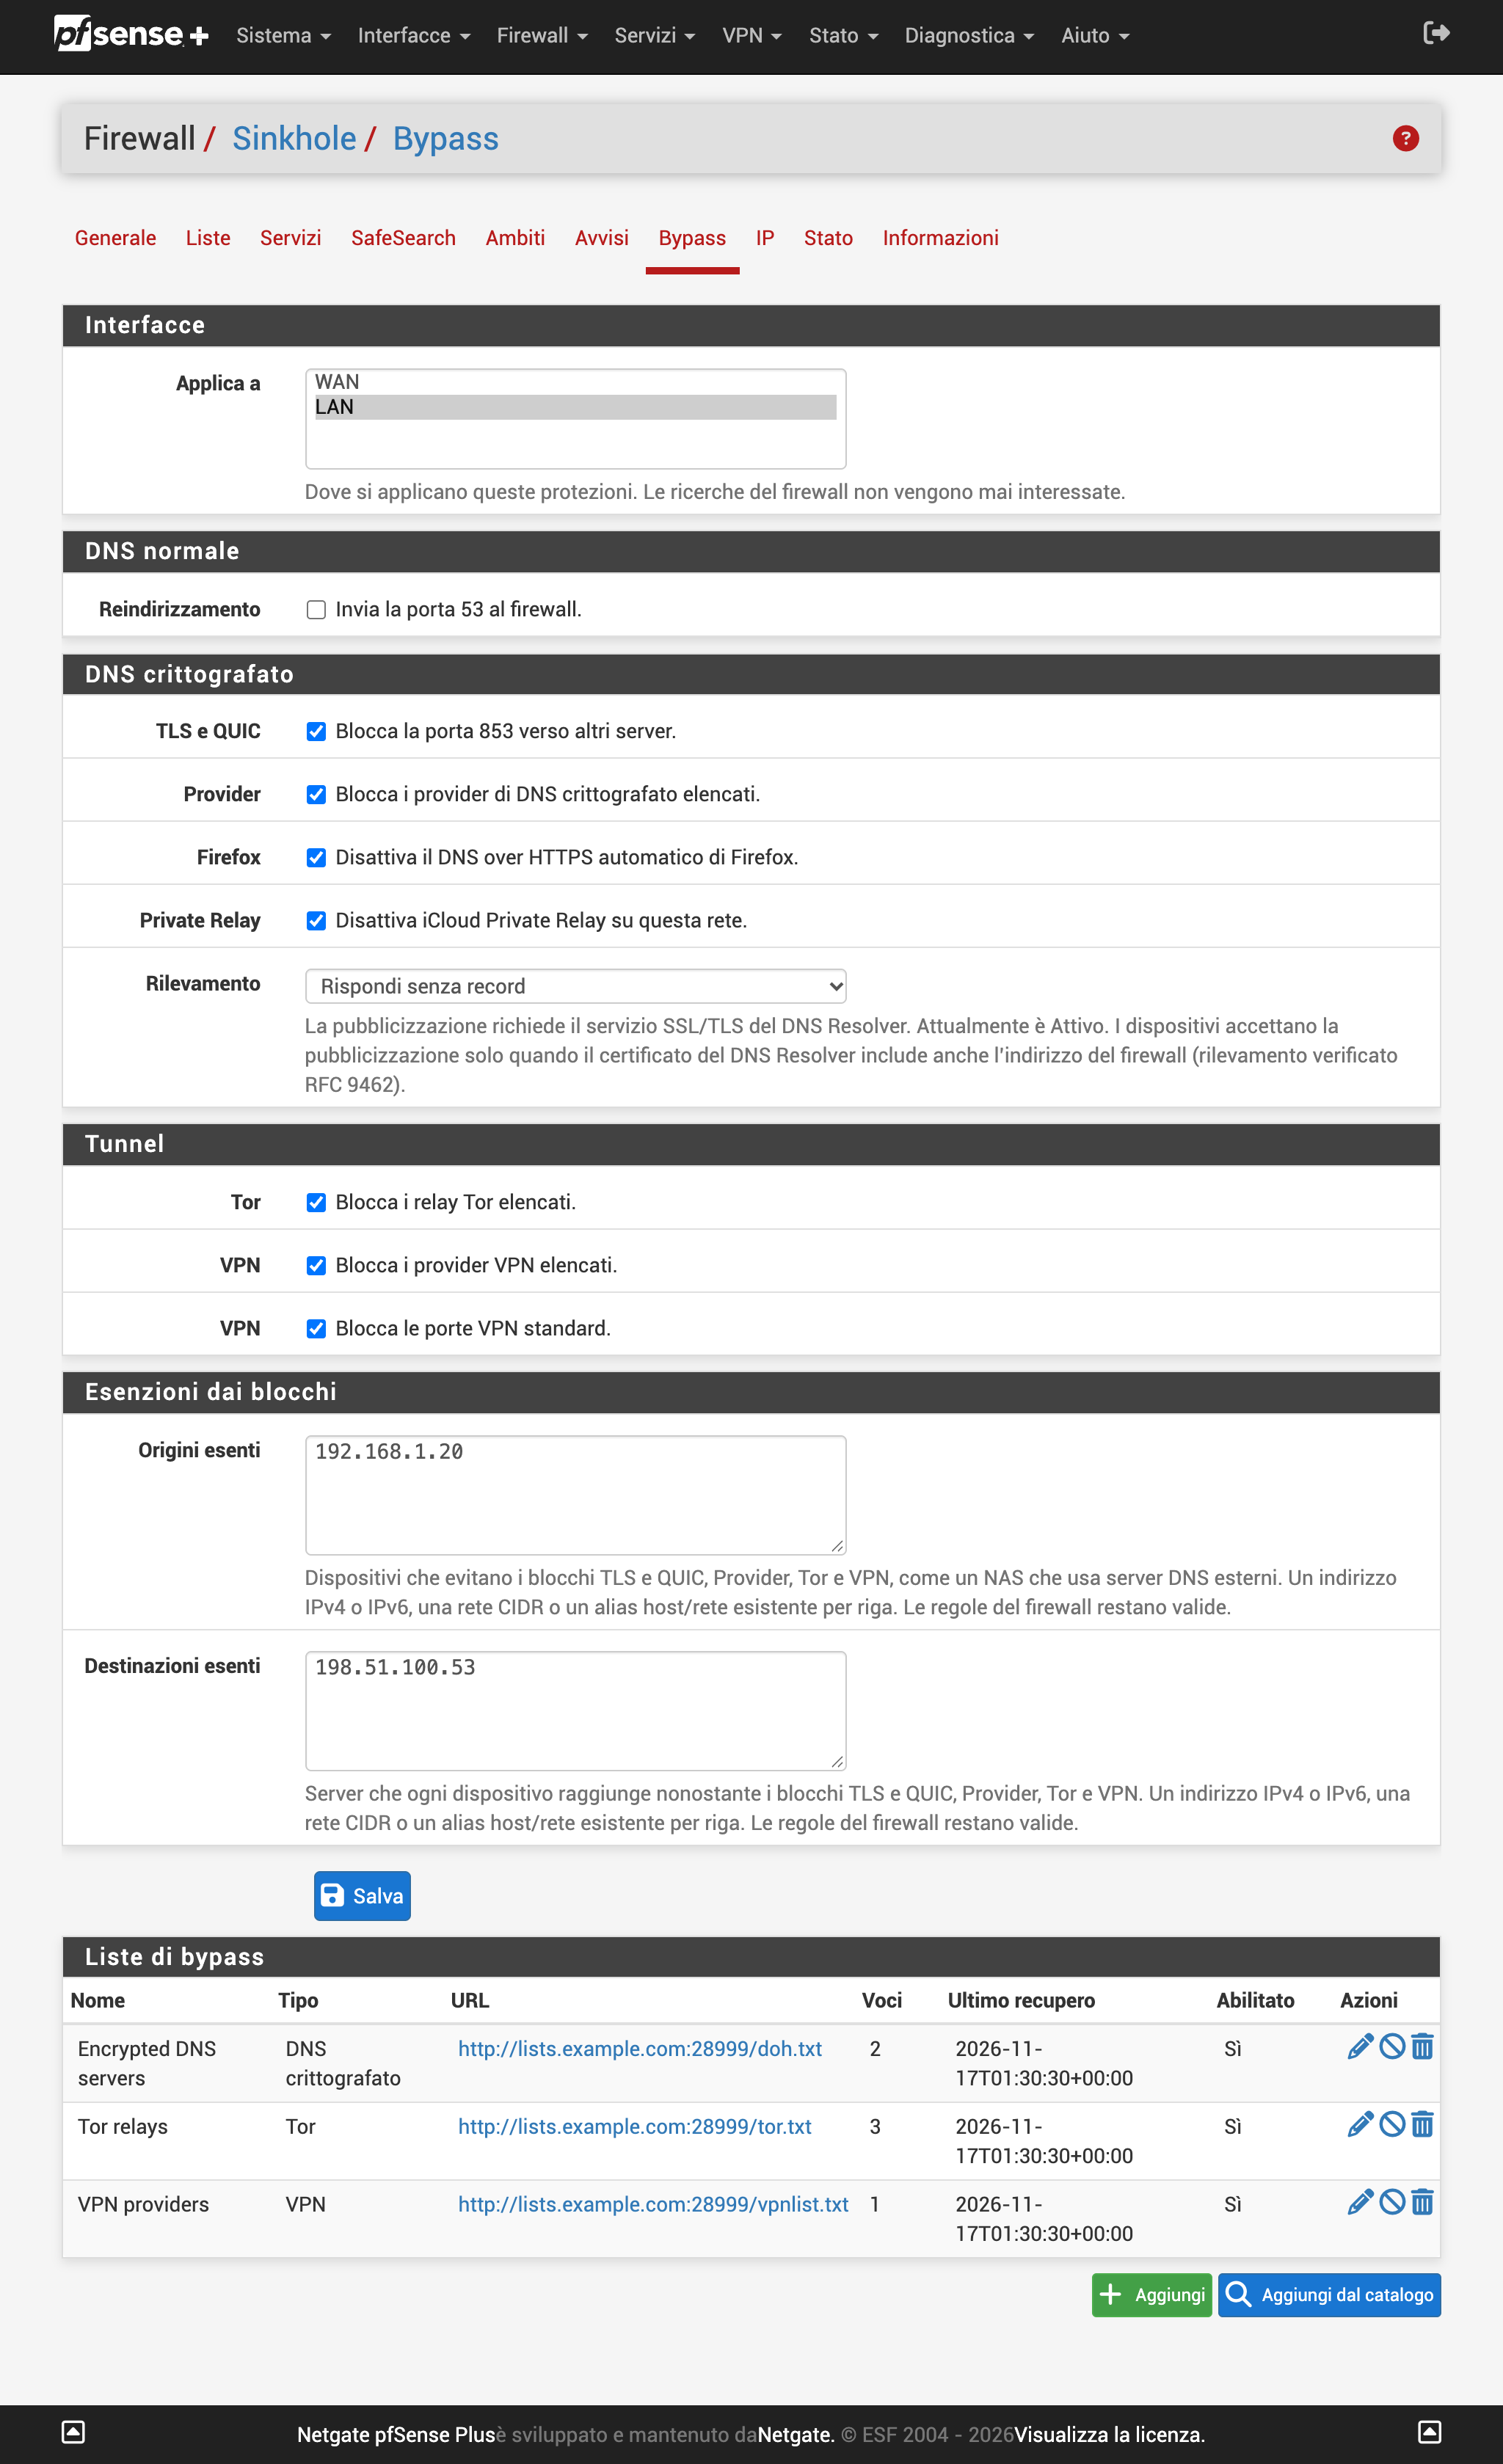 pfsense +
Sistema Interfacce Firewall Servizi VPN Stato Diagnostica Aiuto
Firewall / Sinkhole / Bypass
?
Generale Liste Servizi SafeSearch Ambiti Avvisi Bypass IP Stato Informazioni
Interfacce
Applica a
WAN
LAN
Dove si applicano queste protezioni. Le ricerche del firewall non vengono mai interessate.
DNS normale
Reindirizzamento Invia la porta 53 al firewall.
DNS crittografato
TLS e QUIC Blocca la porta 853 verso altri server.
Provider Blocca i provider di DNS crittografato elencati.
Firefox Disattiva il DNS over HTTPS automatico di Firefox.
Private Relay Disattiva iCloud Private Relay su questa rete.
Rilevamento Rispondi senza record
La pubblicizzazione richiede il servizio SSL/TLS del DNS Resolver. Attualmente è Attivo. I dispositivi accettano la
pubblicizzazione solo quando il certificato del DNS Resolver include anche l'indirizzo del firewall (rilevamento verificato
RFC 9462).
Tunnel
Tor Blocca i relay Tor elencati.
VPN Blocca i provider VPN elencati.
VPN Blocca le porte VPN standard.
Esenzioni dai blocchi
Origini esenti 192.168.1.20
Dispositivi che evitano i blocchi TLS e QUIC, Provider, Tor e VPN, come un NAS che usa server DNS esterni. Un indirizzo
IPv4 o IPv6, una rete CIDR o un alias host/rete esistente per riga. Le regole del firewall restano valide.
Destinazioni esenti 198.51.100.53
Server che ogni dispositivo raggiunge nonostante i blocchi TLS e QUIC, Provider, Tor e VPN. Un indirizzo IPv4 o IPv6, una
rete CIDR o un alias host/rete esistente per riga. Le regole del firewall restano valide.
Salva
Liste di bypass
Nome Tipo URL Voci Ultimo recupero Abilitato Azioni
Encrypted DNS DNS http://lists.example.com:28999/doh.txt 2 2026-11- Sì
servers crittografato 17T01:30:30+00:00
Tor relays Tor http://lists.example.com:28999/tor.txt 3 2026-11- Sì
17T01:30:30+00:00
VPN providers VPN http://lists.example.com:28999/vpnlist.txt 1 2026-11- Sì
17T01:30:30+00:00
Aggiungi Aggiungi dal catalogo
Netgate pfSense Plusè sviluppato e mantenuto daNetgate. © ESF 2004 - 2026Visualizza la licenza.